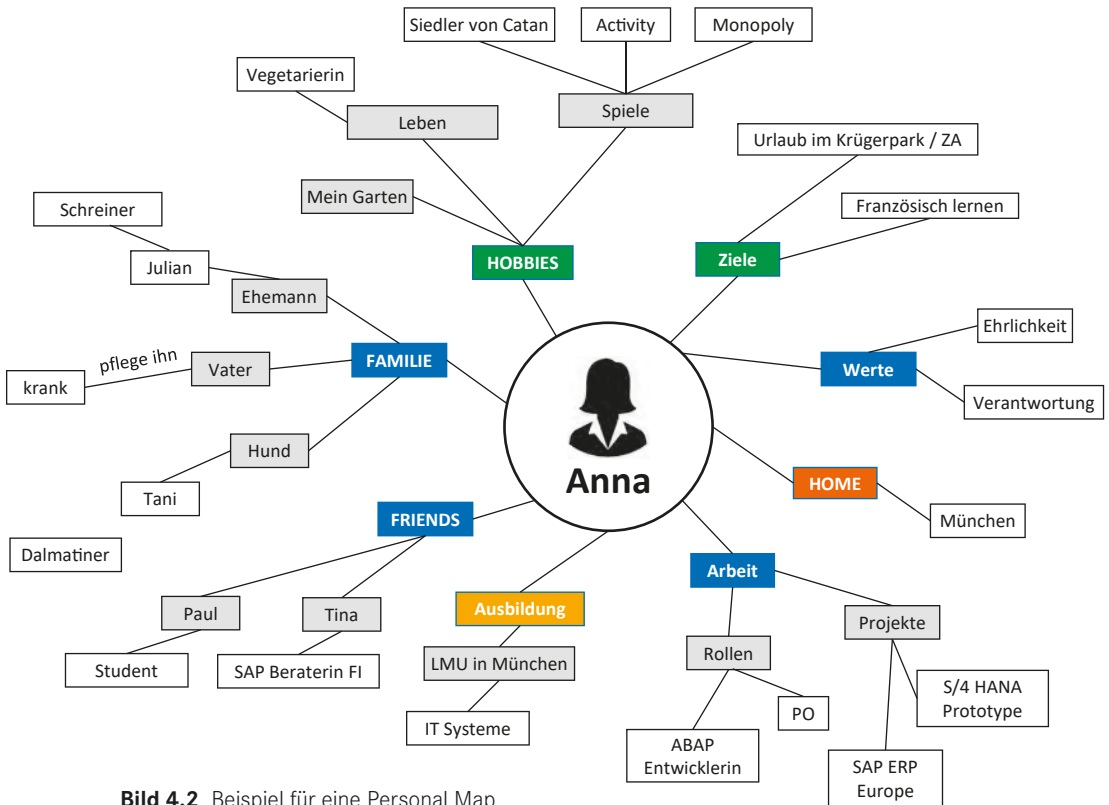 Siedler von Catan
Activity
Monopoly
Vegetarierin
Leben
Spiele
Urlaub im Krügerpark / ZA
Mein Garten
Französisch lernen
Schreiner
Julian
Ehemann
HOBBIES
Ziele
Ehrlichkeit
pflege ihn
krank
Vater
FAMILIE
Werte
Verantwortung
Hund
Tani
Anna
HOME
München
FRIENDS
Dalmatiner
Arbeit
Paul
Tina
Ausbildung
Projekte
Student
SAP Beraterin FI
LMU in München
Rollen
IT Systeme
PO
S/4 HANA
Prototype
ABAP
Entwicklerin
SAP ERP
Europe
Bild 4.2 Beispiel für eine Personal Map